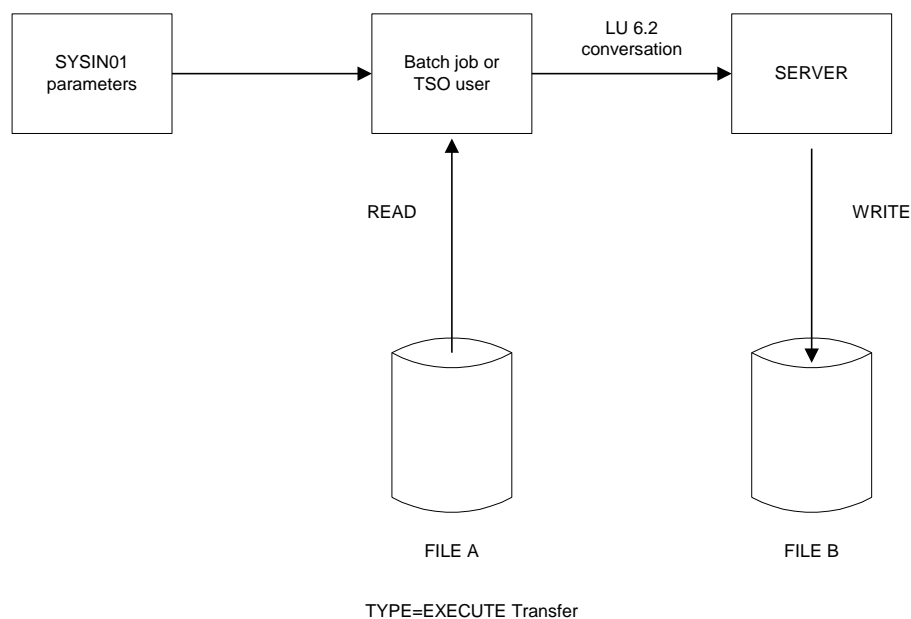 SYSIN01
parameters
Batch job or
TSO user
LU 6.2
conversation
SERVER
READ
WRITE
FILE A
FILE B
TYPE=EXECUTE Transfer